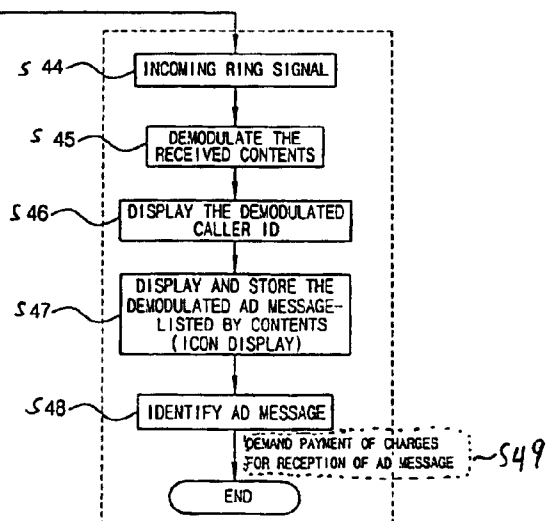 S 44
INCOMING RING SIGNAL
S 45
DEMODULATE THE
RECEIVED CONTENTS
S46
DISPLAY THE DEMODULATED
CALLER ID
S47
DISPLAY AND STORE THE
DEMODULATED AD MESSAGE-
LISTED BY CONTENTS
(ICON DISPLAY)
S48
IDENTIFY AD MESSAGE
DEMAND PAYMENT OF CHARGES
FOR RECEPTION OF AD MESSAGE
S49
END